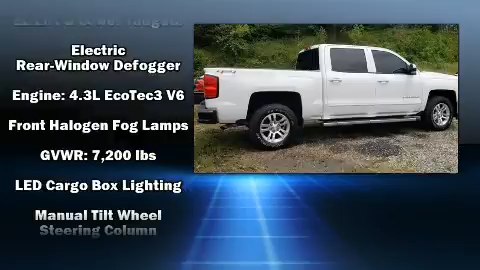 Electric
Rear-Window Defogger
Engine: 4.3L EcoTec3 V6
Front Halogen Fog Lamps
GVWR: 7,200 lbs
LED Cargo Box Lighting
Manual Tilt Wheel
Steering Column